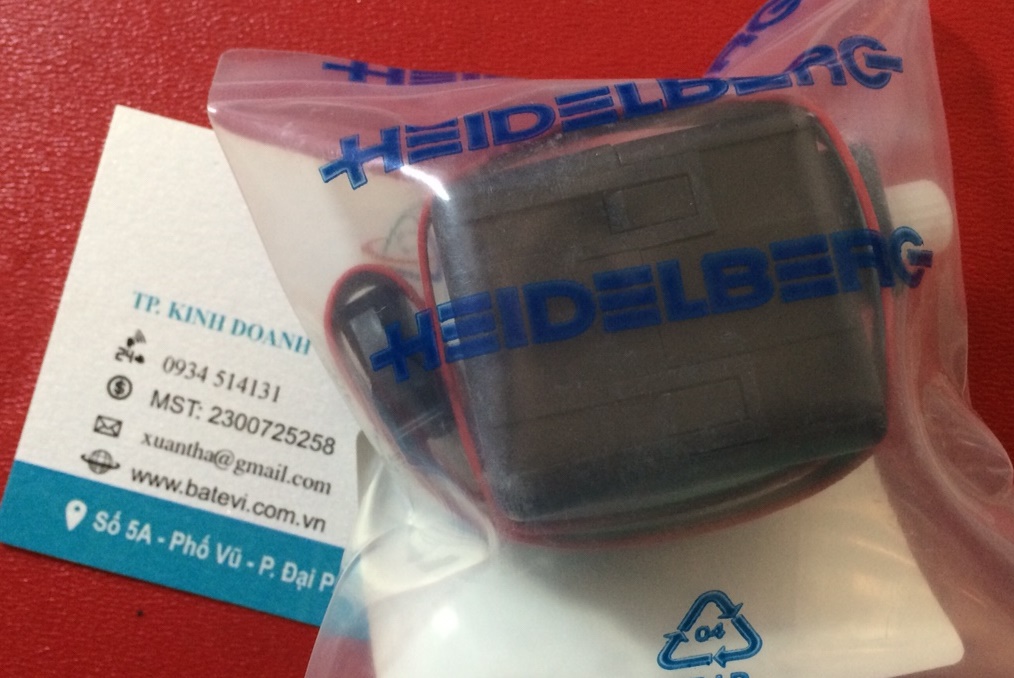 HEIDELBERG
HEIDELBERG
TP. KINH DOANH
24
0934 514131
$ MST: 2300725258
xuantha@gmail.com
www.batevi.com.vn
Số 5A - Phố Vũ - P. Đại P
04